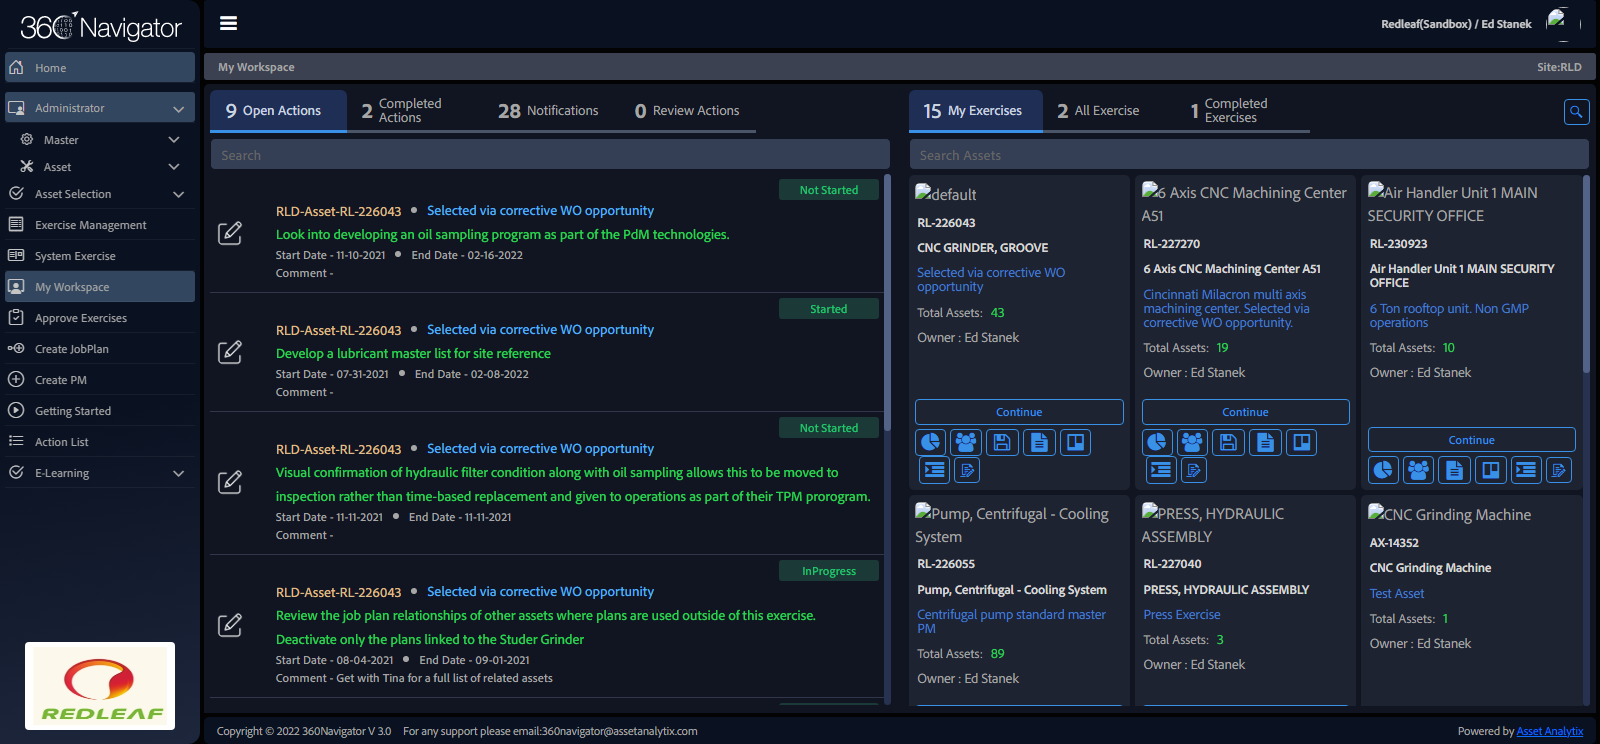 360 Navigator
Redleaf(Sandbox) / Ed Stanek
Home
Administrator
Master
Asset
Asset Selection
Exercise Management
System Exercise
My Workspace
Approve Exercises
Create JobPlan
Create PM
Getting Started
Action List
E-Learning
REDLEAF
My Workspace
Site:RLD
9 Open Actions
2 Completed Actions
28 Notifications
0 Review Actions
Search
Not Started
RLD-Asset-RL-226043 • Selected via corrective WO opportunity
Look into developing an oil sampling program as part of the PdM technologies.
Start Date - 11-10-2021 • End Date - 02-16-2022
Comment -
Started
RLD-Asset-RL-226043 • Selected via corrective WO opportunity
Develop a lubricant master list for site reference
Start Date - 07-31-2021 • End Date - 02-08-2022
Comment -
Not Started
RLD-Asset-RL-226043 • Selected via corrective WO opportunity
Visual confirmation of hydraulic filter condition along with oil sampling allows this to be moved to
inspection rather than time-based replacement and given to operations as part of their TPM prorogram.
Start Date - 11-11-2021 • End Date - 11-11-2021
Comment -
InProgress
RLD-Asset-RL-226043 • Selected via corrective WO opportunity
Review the job plan relationships of other assets where plans are used outside of this exercise.
Deactivate only the plans linked to the Studer Grinder
Start Date - 08-04-2021 • End Date - 09-01-2021
Comment - Get with Tina for a full list of related assets
15 My Exercises
2 All Exercise
1 Completed Exercises
Search Assets
default
RL-226043
CNC GRINDER, GROOVE
Selected via corrective WO
opportunity
Total Assets: 43
Owner : Ed Stanek
Continue
6 Axis CNC Machining Center
A51
RL-227270
6 Axis CNC Machining Center A51
Cincinnati Milacron multi axis
machining center. Selected via
corrective WO opportunity.
Total Assets: 19
Owner : Ed Stanek
Continue
Air Handler Unit 1 MAIN
SECURITY OFFICE
RL-230923
Air Handler Unit 1 MAIN SECURITY
OFFICE
6 Ton rooftop unit. Non GMP
operations
Total Assets: 10
Owner : Ed Stanek
Continue
Pump, Centrifugal - Cooling
System
RL-226055
Pump, Centrifugal - Cooling System
Centrifugal pump standard master
PM
Total Assets: 89
Owner : Ed Stanek
PRESS, HYDRAULIC
ASSEMBLY
RL-227040
PRESS, HYDRAULIC ASSEMBLY
Press Exercise
Total Assets: 3
Owner : Ed Stanek
CNC Grinding Machine
AX-14352
CNC Grinding Machine
Test Asset
Total Assets: 1
Owner : Ed Stanek
Copyright © 2022 360Navigator V 3.0 For any support please email:360navigator@assetanalytix.com
Powered by Asset Analytix